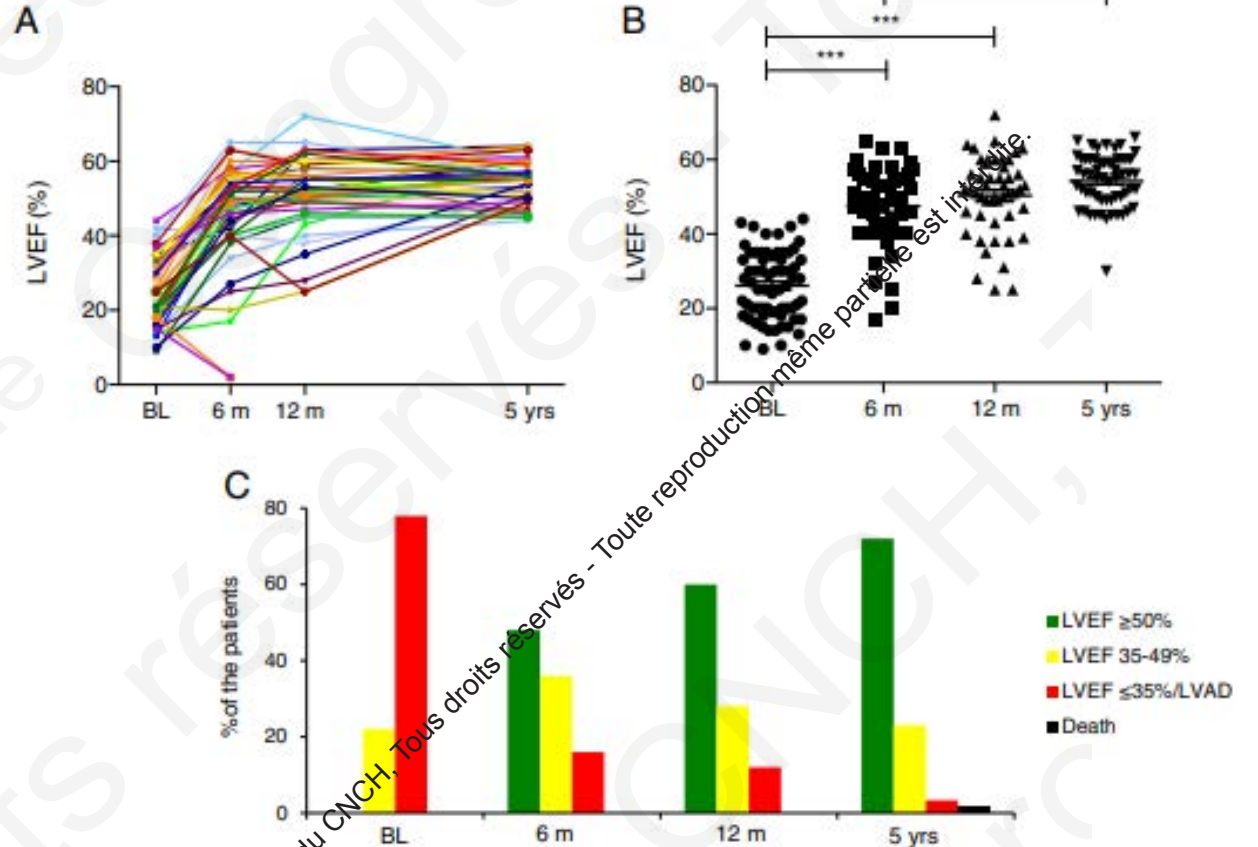 A
80
60
40
20
0
LVEF (%)
BL 6 m 12 m 5 yrs
B
***
***
80
60
40
20
0
LVEF (%)
BL 6 m 12 m 5 yrs
C
80
60
40
20
0
% of the patients
BL 6 m 12 m 5 yrs
LVEF ≥50%
LVEF 35-49%
LVEF ≤35%/LVAD
Death
du CNCH, Tous droits réservés - Toute reproduction même partielle est interdite.
réservés
CNCH,